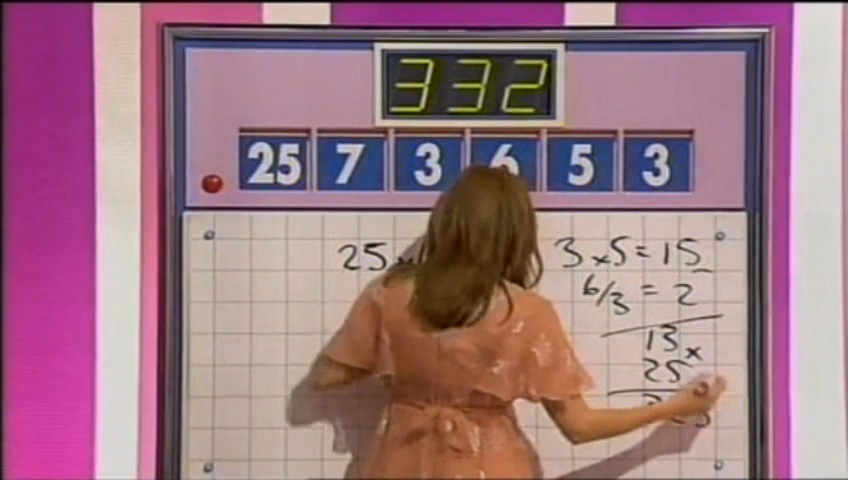 332
25 7 3 6 5 3
25 × 3 × 5 = 15
6/3 = 2
13 ×
25